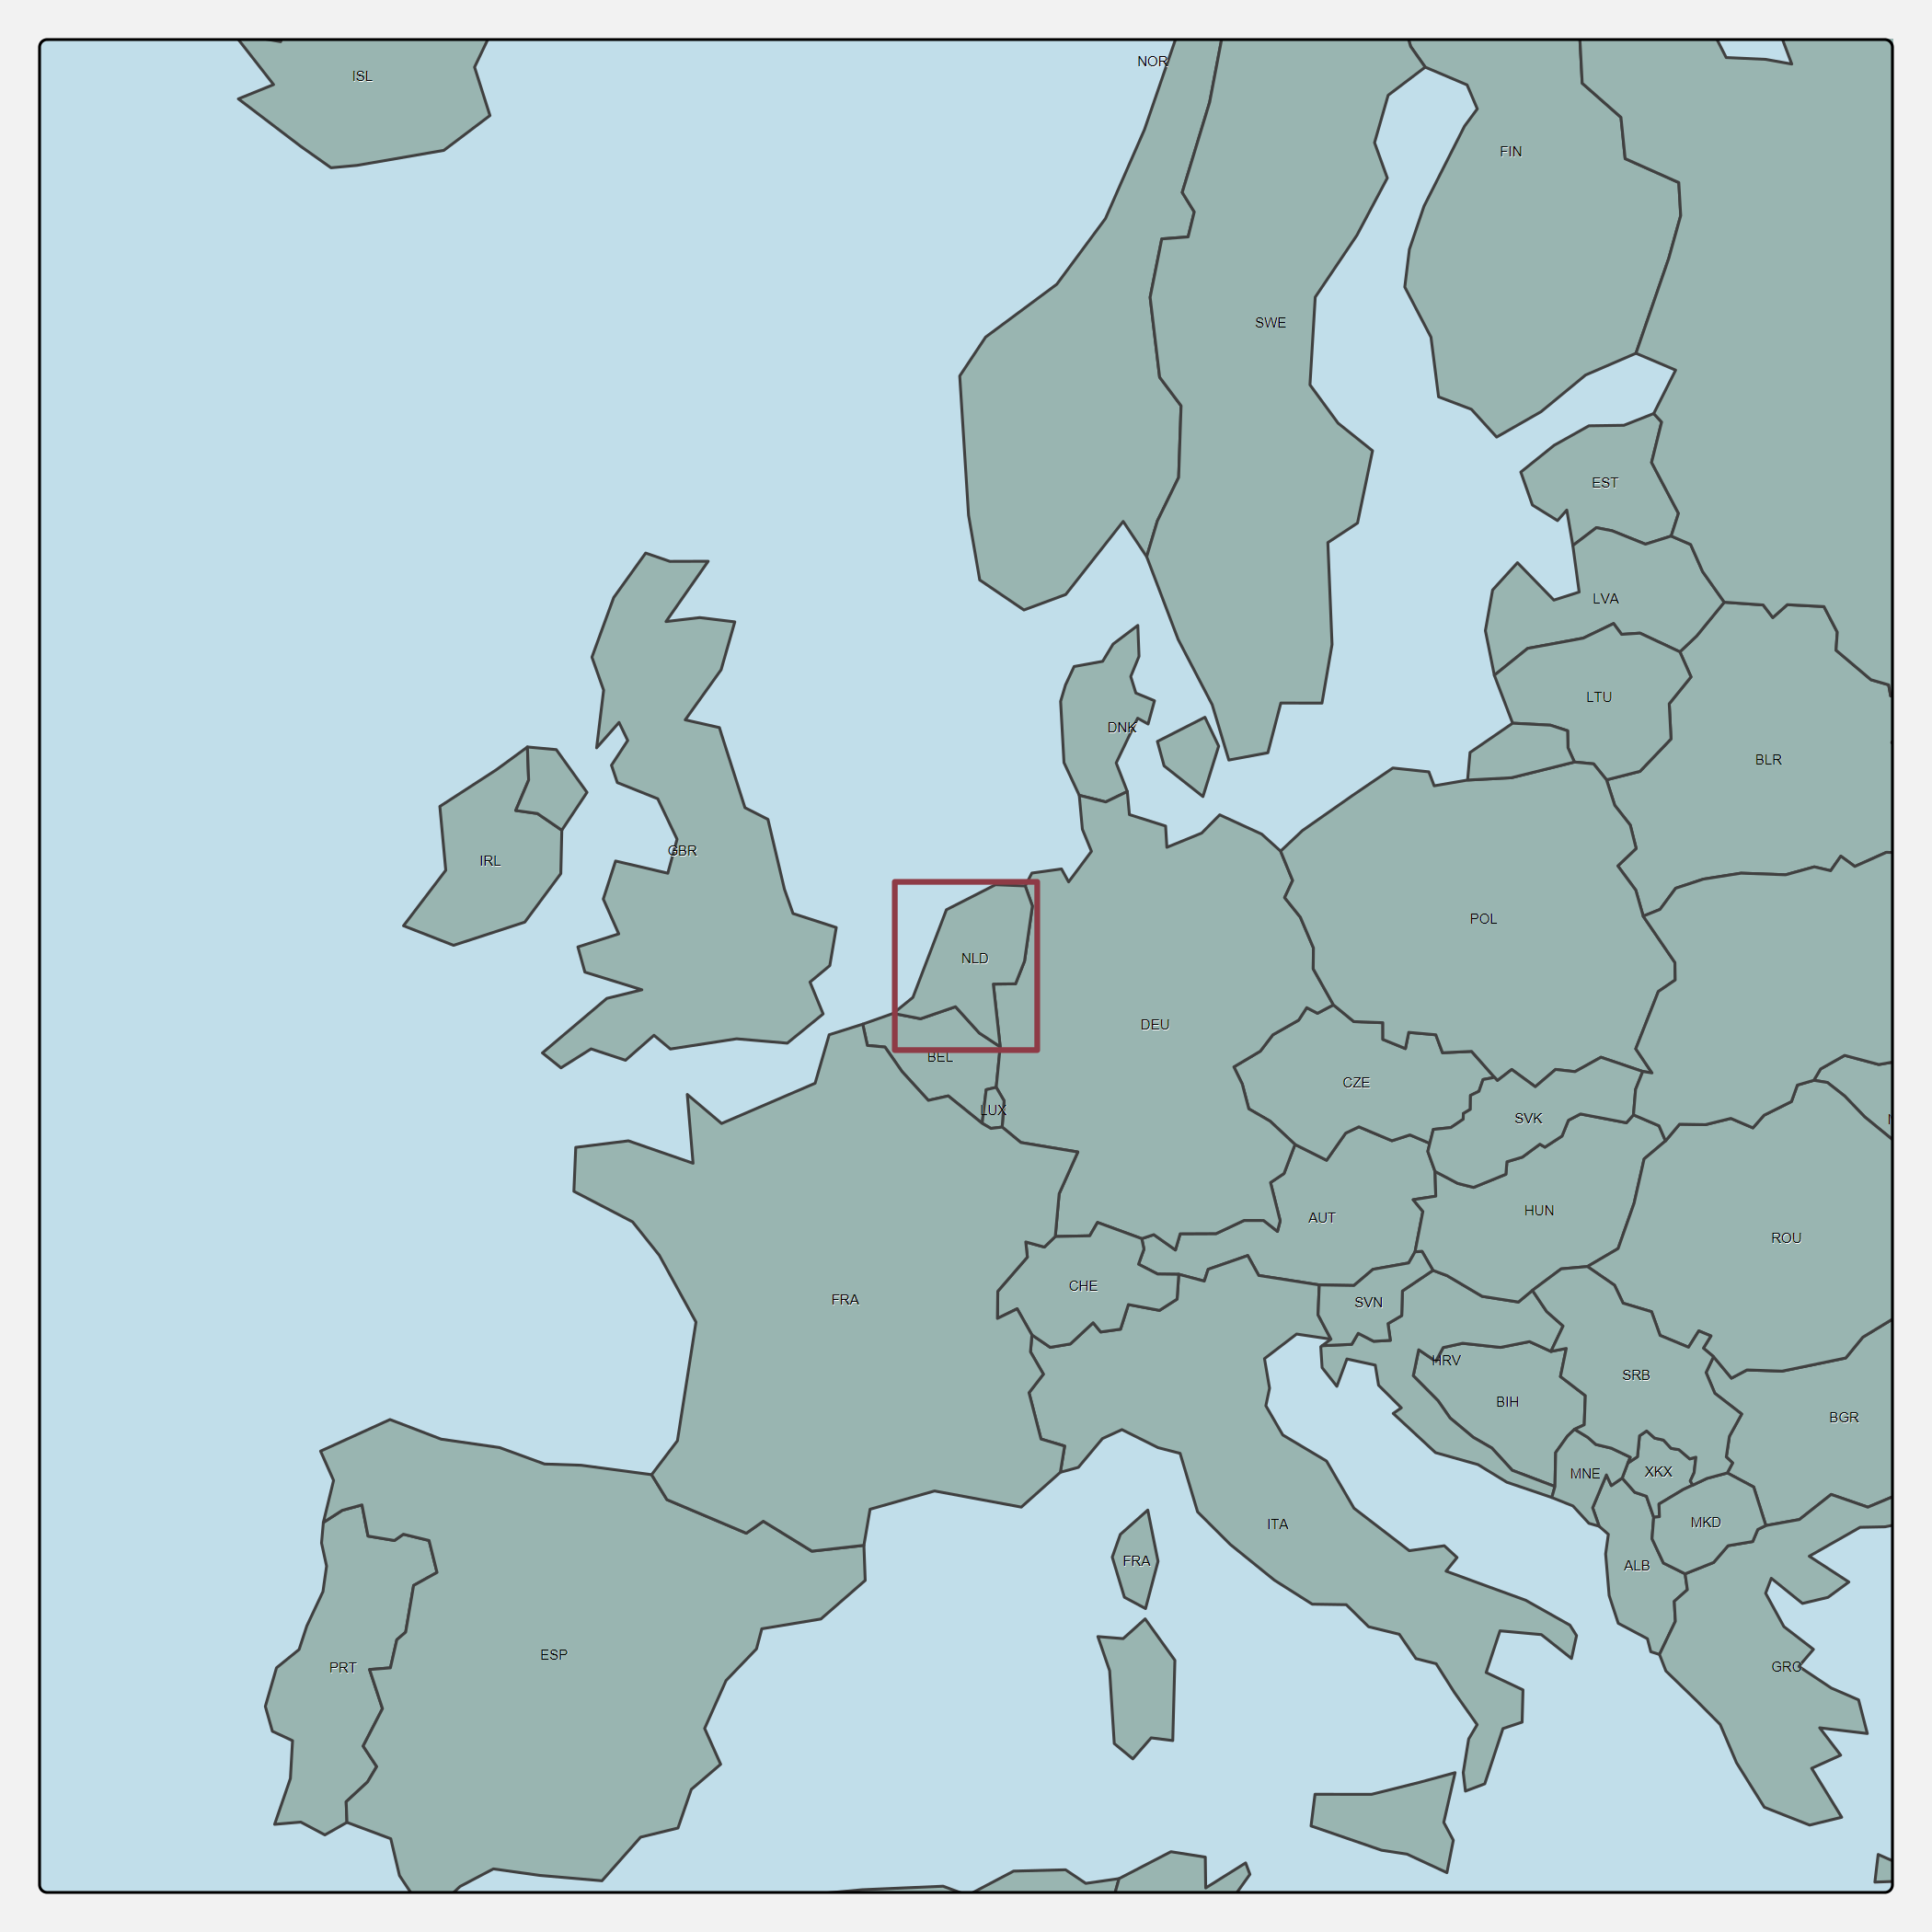 NOR
ISL
FIN
SWE
EST
LVA
LTU
DNK
BLR
GBR
IRL
POL
NLD
DEU
BEL
CZE
LUX
SVK
HUN
AUT
ROU
CHE
FRA
SVN
HRV
SRB
BIH
BGR
MNE
XKX
MKD
ITA
FRA
ALB
ESP
PRT
GRC